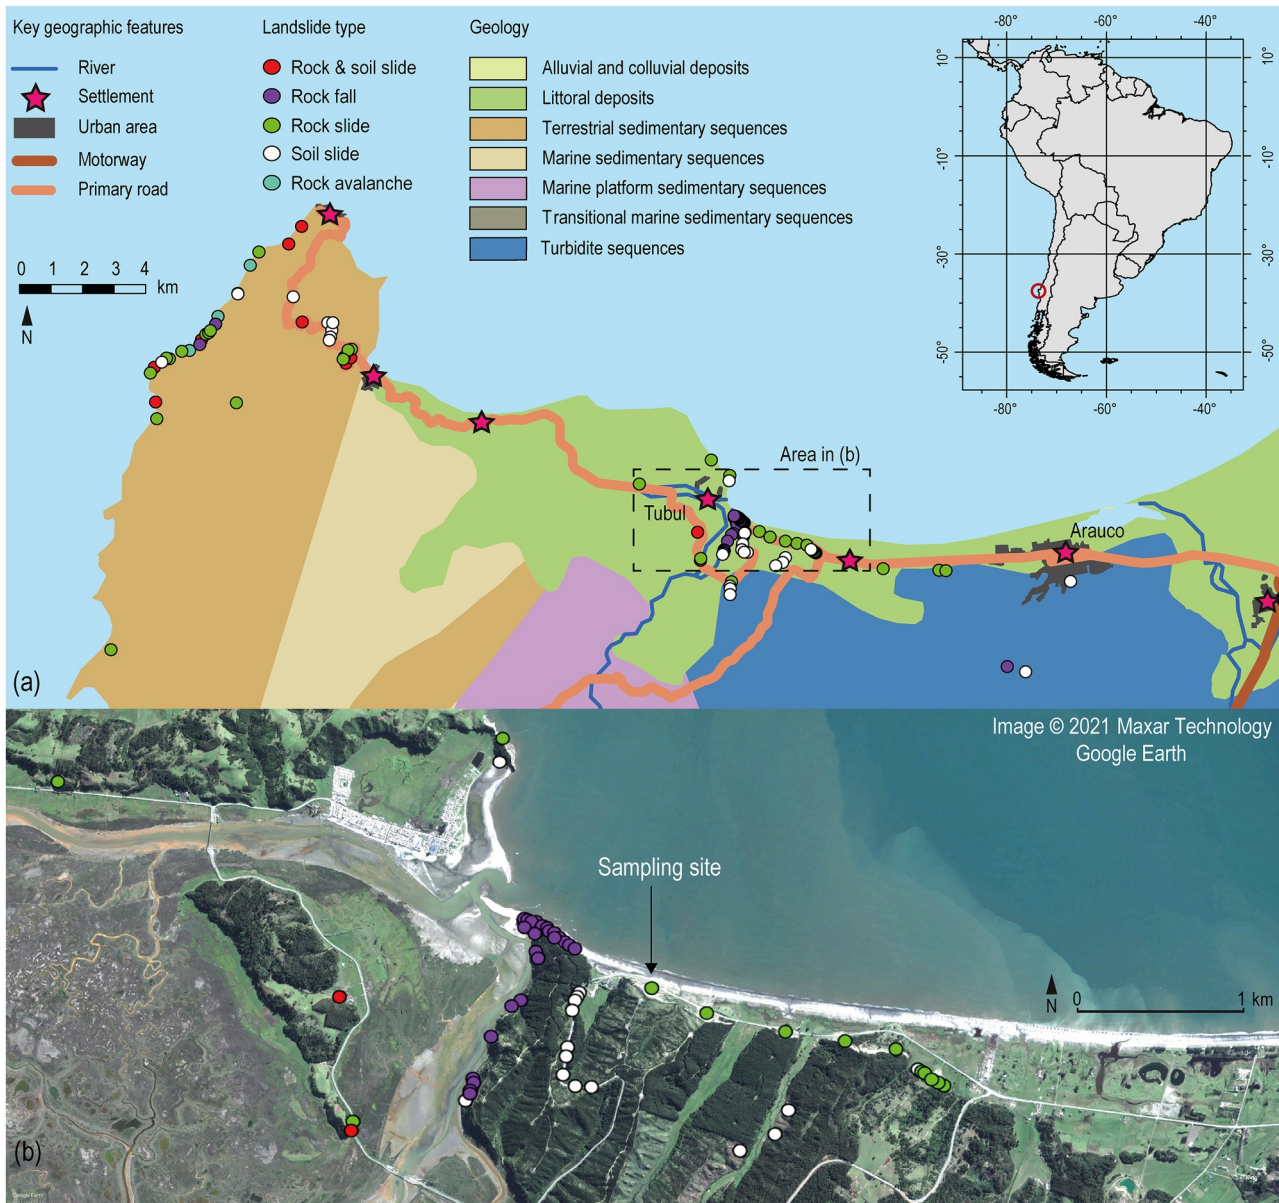 Key geographic features
River
Settlement
Urban area
Motorway
Primary road
Landslide type
Rock & soil slide
Rock fall
Rock slide
Soil slide
Rock avalanche
Geology
Alluvial and colluvial deposits
Littoral deposits
Terrestrial sedimentary sequences
Marine sedimentary sequences
Marine platform sedimentary sequences
Transitional marine sedimentary sequences
Turbidite sequences
-80° -60° -40°
10° 10°
-10° -10°
-30° -30°
-50° -50°
-80° -60° -40°
0 1 2 3 4
km
N
Area in (b)
Tubul
Arauco
(a)
Image © 2021 Maxar Technology
Google Earth
Sampling site
N
0 1 km
(b)
Google Earth